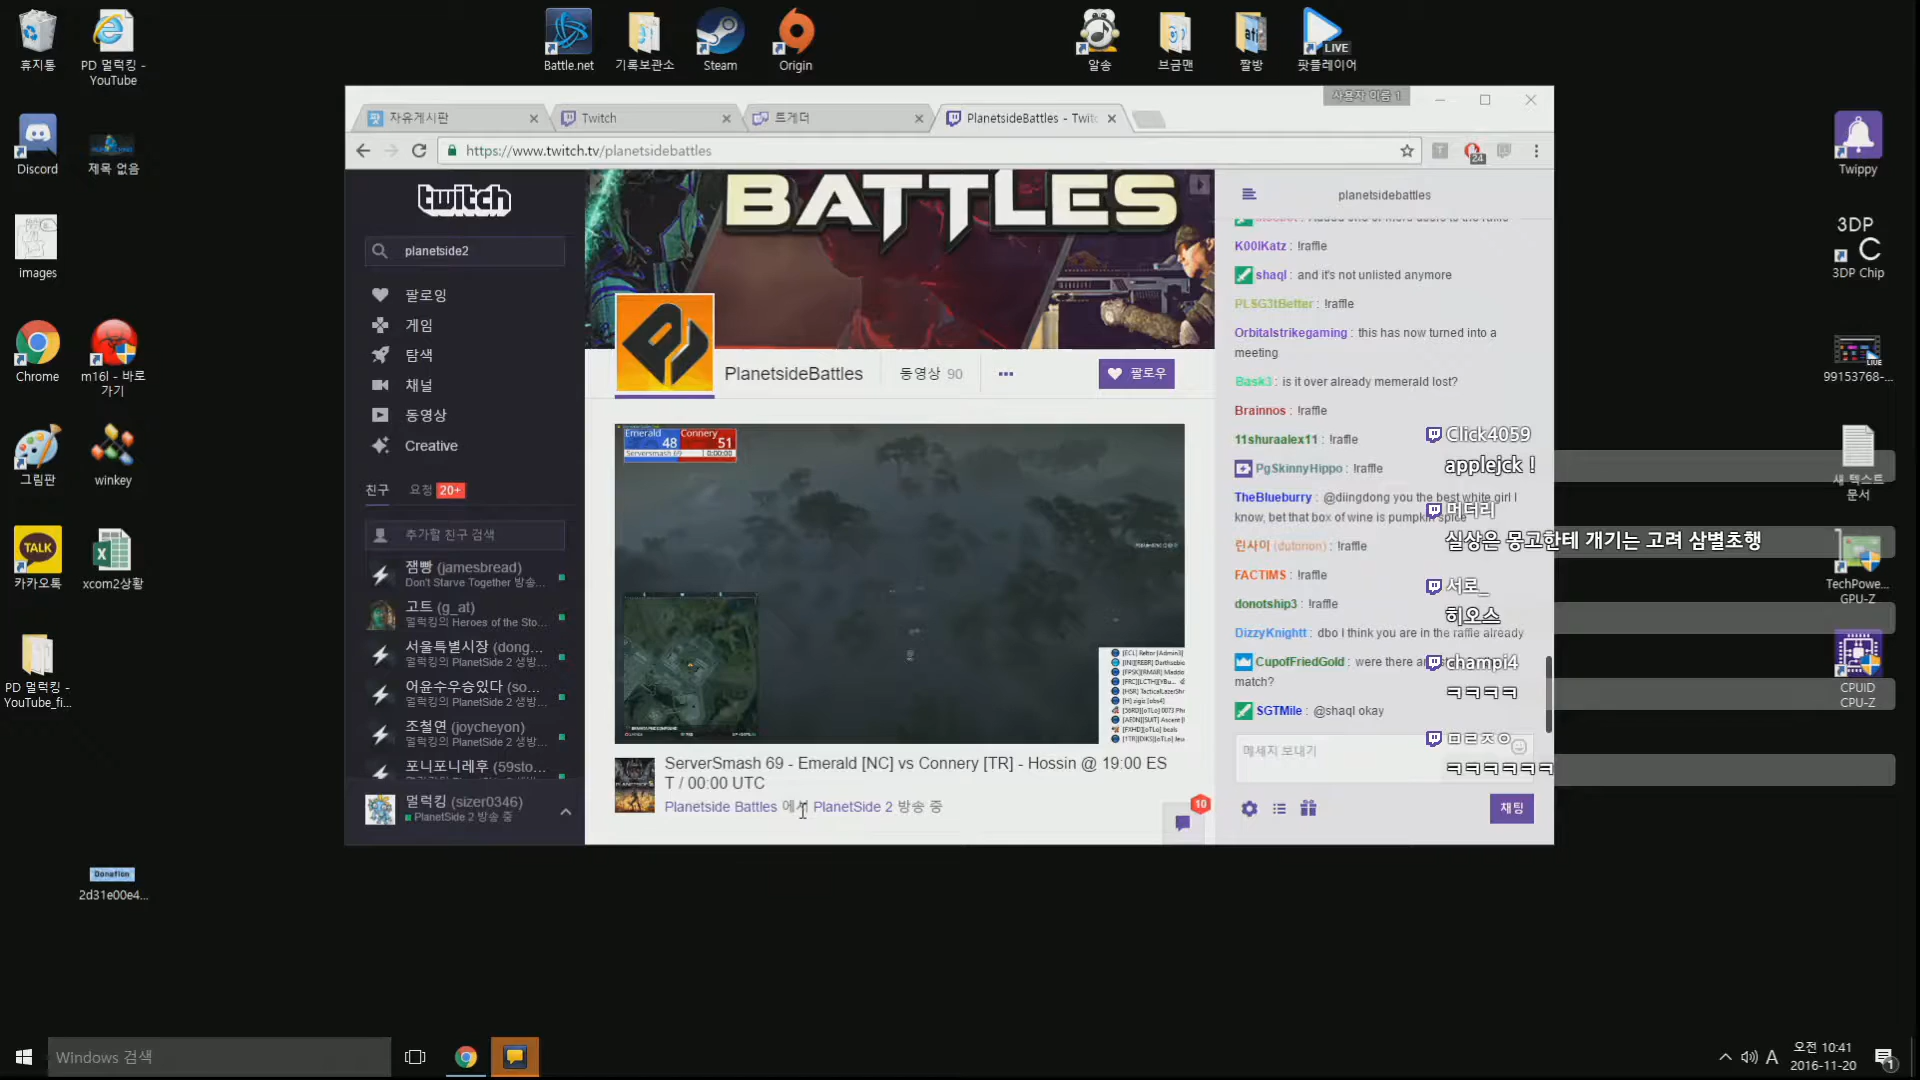 휴지통
PD 멀럭킹 -
YouTube
Battle.net
기록보관소
Steam
Origin
알송
브금맨
짤방
LIVE
팟플레이어
Discord
제목 없음
images
Chrome
m16l - 바로
가기
그림판
winkey
TALK
카카오톡
xcom2상황
PD 멀럭킹 -
YouTube_fi...
Donation
2d31e00e4...
Twippy
3DP
C
3DP Chip
LIVE
99153768-...
새 텍스트
문서
TechPowe...
GPU-Z
CPUID
CPU-Z
사용자 이름 1
자유게시판
Twitch
트게더
PlanetsideBattles - Twitc
https://www.twitch.tv/planetsidebattles
24
twitch
planetside2
팔로잉
게임
탐색
채널
동영상
Creative
친구
요청 20+
추가할 친구 검색
잼빵 (jamesbread)
Don't Starve Together 방송...
고트 (g_at)
멀럭킹의 Heroes of the Sto...
서울특별시장 (dong...
멀럭킹의 PlanetSide 2 생방...
어윤수우승있다 (so...
멀럭킹의 PlanetSide 2 생방...
조철연 (joycheyon)
멀럭킹의 PlanetSide 2 생방...
포니포니레후 (59sto...
멀럭킹 (sizer0346)
PlanetSide 2 방송 중
BATTLES
PlanetsideBattles
동영상 90
팔로우
Emerald 48
Connery 51
Serversmash 69
0:00:00
ServerSmash 69 - Emerald [NC] vs Connery [TR] - Hossin @ 19:00 ES
T / 00:00 UTC
Planetside Battles 에서 PlanetSide 2 방송 중
10
planetsidebattles
K00lKatz : !raffle
shaql : and it's not unlisted anymore
PLSG3tBetter : !raffle
Orbitalstrikegaming : this has now turned into a
meeting
Bask3 : is it over already memerald lost?
Brainnos : !raffle
11shuraalex11 : !raffle
PgSkinnyHippo : !raffle
TheBlueburry : @diingdong you the best white girl I
know, bet that box of wine is pumpkin spice
린사이 (dutorion) : !raffle
FACTIMS : !raffle
donotship3 : !raffle
DizzyKnightt : dbo I think you are in the raffle already
CupofFriedGold : were there an
match?
SGTMile : @shaql okay
메세지 보내기
채팅
Click4059
applejck !
머더리
실상은 몽고한테 개기는 고려 삼별초행
서로_
히오스
champi4
ㅋㅋㅋㅋ
ㅁㄹㅈㅇ
ㅋㅋㅋㅋㅋㅋ
Windows 검색
A
오전 10:41
2016-11-20
1